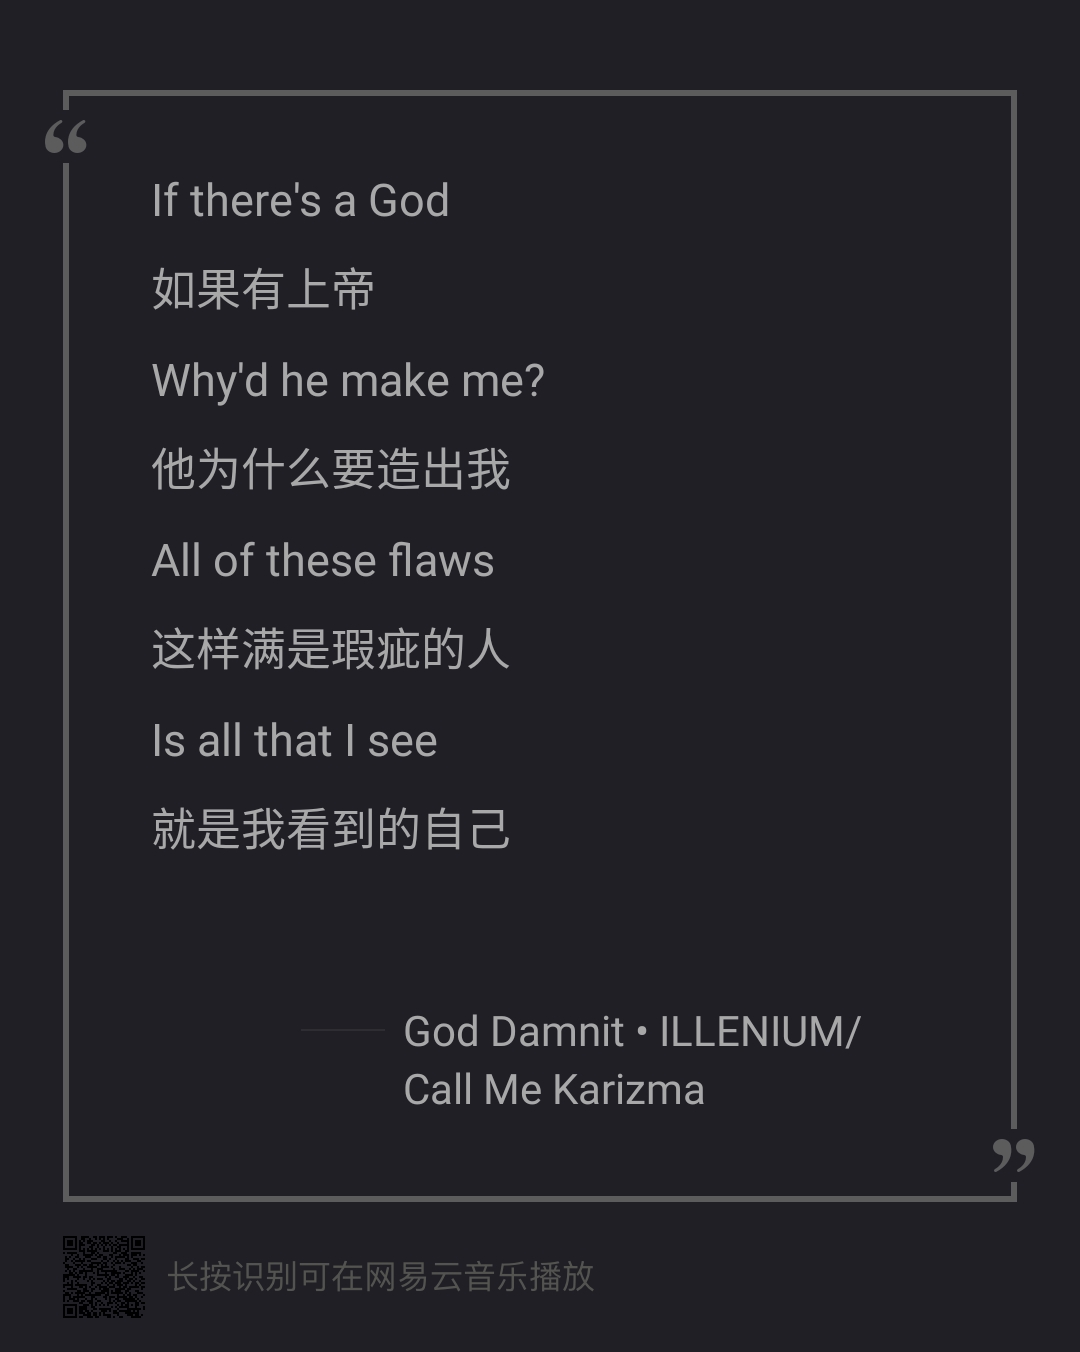 “
If there's a God
如果有上帝
Why'd he make me?
他为什么要造出我
All of these flaws
这样满是瑕疵的人
Is all that I see
就是我看到的自己
God Damnit • ILLENIUM/
Call Me Karizma
”
长按识别可在网易云音乐播放